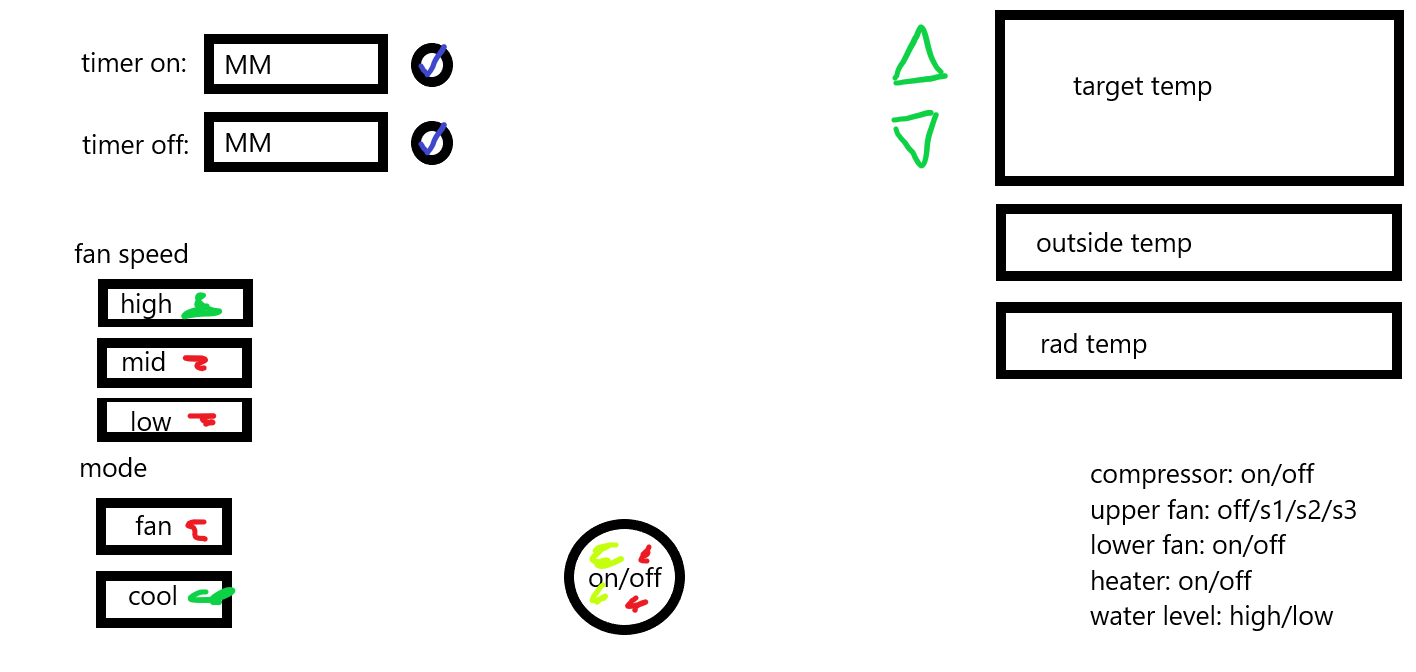 timer on: MM
timer off: MM
target temp
outside temp
rad temp
fan speed
high
mid
low
mode
fan
cool
on/off
compressor: on/off
upper fan: off/s1/s2/s3
lower fan: on/off
heater: on/off
water level: high/low